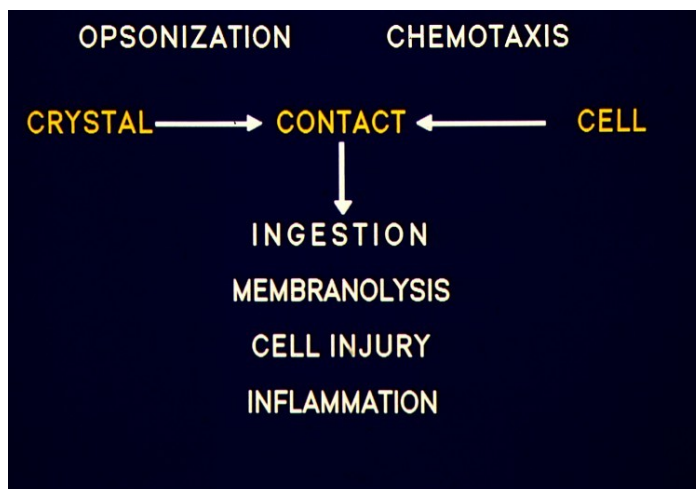 OPSONIZATION CHEMOTAXIS
CRYSTAL CONTACT CELL
INGESTION
MEMBRANOLYSIS
CELL INJURY
INFLAMMATION